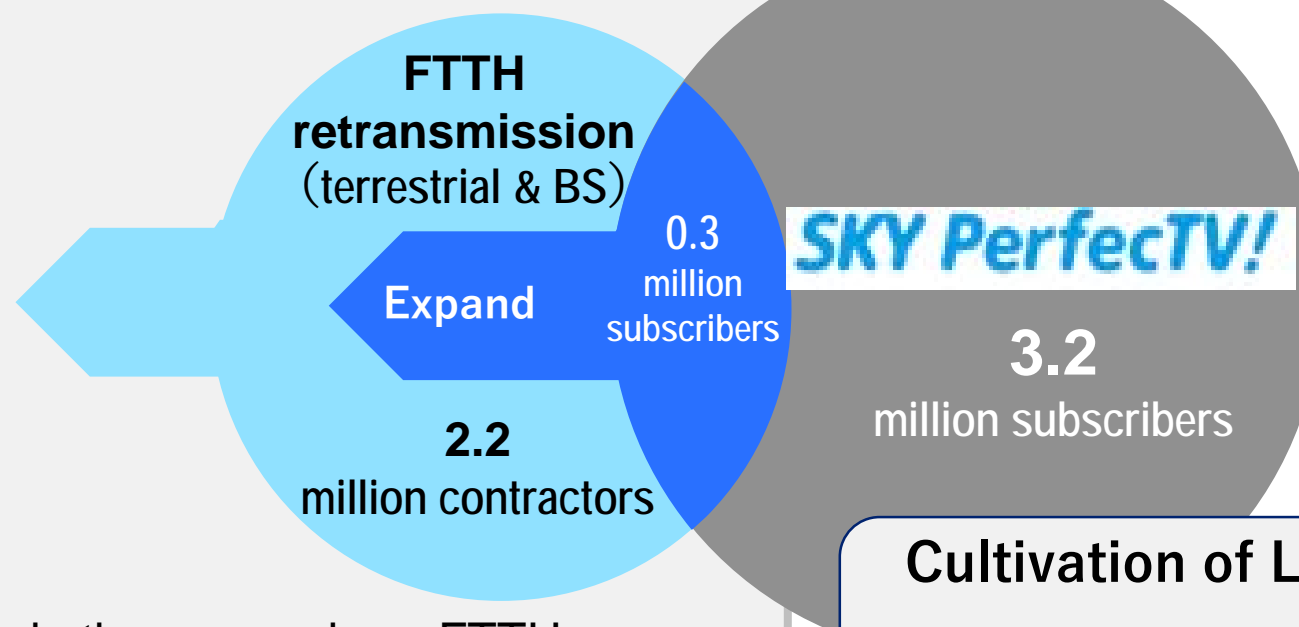 FTTH
retransmission
（terrestrial & BS）
0.3
million
subscribers
Expand
SKY PerfecTV!
3.2
million subscribers
2.2
million contractors
Cultivation of L
FTTH